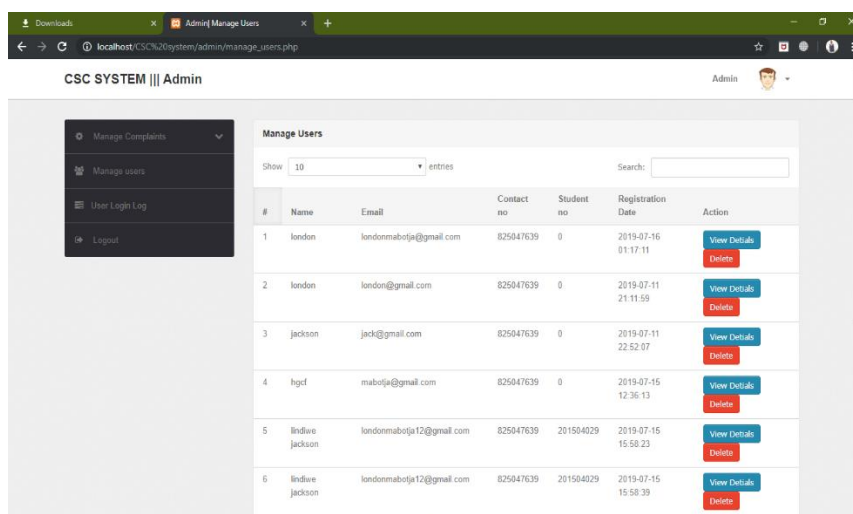 Downloads
Admin| Manage Users
localhost/CSC%20system/admin/manage_users.php
CSC SYSTEM ||| Admin
Admin
Manage Complaints
Manage users
User Login Log
Logout
Manage Users
Show 10 entries
Search:
# Name Email Contact no Student no Registration Date Action
1 london londonmabotja@gmail.com 825047639 0 2019-07-16 01:17:11 View Detials Delete
2 london london@gmail.com 825047639 0 2019-07-11 21:11:59 View Detials Delete
3 jackson jack@gmail.com 825047639 0 2019-07-11 22:52:07 View Detials Delete
4 hgcf mabotja@gmail.com 825047639 0 2019-07-15 12:36:13 View Detials Delete
5 lindiwe jackson londonmabotja12@gmail.com 825047639 201504029 2019-07-15 15:58:23 View Detials Delete
6 lindiwe jackson londonmabotja12@gmail.com 825047639 201504029 2019-07-15 15:58:39 View Detials Delete